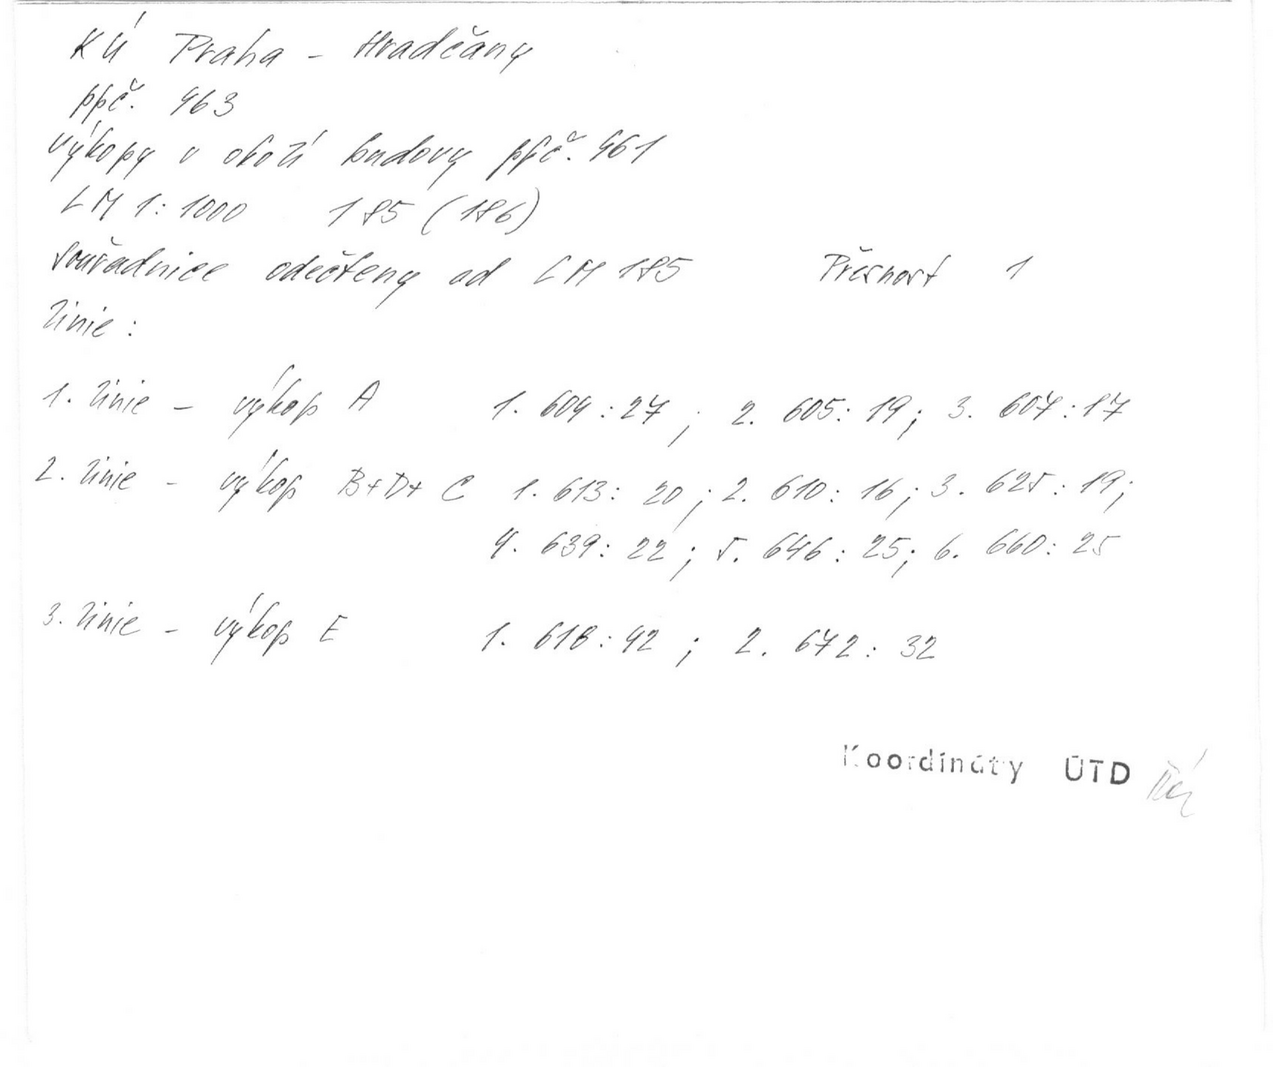 KÚ Praha - Hradčany
ppč. 463
výkopy v okolí budovy ppč. 461
LM 1:1000 185 (186)
souřadnice odečteny od LM 185 Přesnost 1
linie:
1. linie - výkop A 1. 604:27 ; 2. 605:19; 3. 607:17
2. linie - výkop B+D+C 1. 613:20 ; 2. 610:16 ; 3. 625:19;
4. 639:22 ; 5. 646:25; 6. 660:25
3. linie - výkop E 1. 618:42 ; 2. 672:32
Koordináty ÚTD